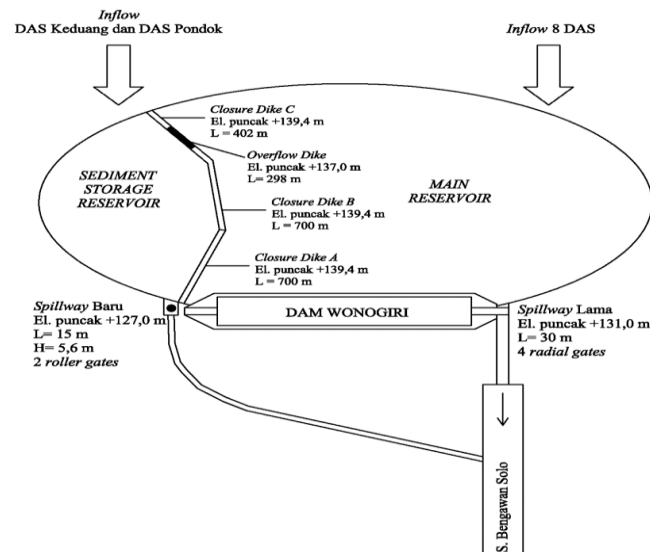 Inflow
DAS Keduang dan DAS Pondok
Inflow 8 DAS
Closure Dike C
El. puncak +139,4 m
L = 402 m
Overflow Dike
El. puncak +137,0 m
L= 298 m
SEDIMENT
STORAGE
RESERVOIR
MAIN
RESERVOIR
Closure Dike B
El. puncak +139,4 m
L = 700 m
Closure Dike A
El. puncak +139,4 m
L = 700 m
Spillway Baru
El. puncak +127,0 m
L= 15 m
H= 5,6 m
2 roller gates
DAM WONOGIRI
Spillway Lama
El. puncak +131,0 m
L= 30 m
4 radial gates
S. Bengawan Solo